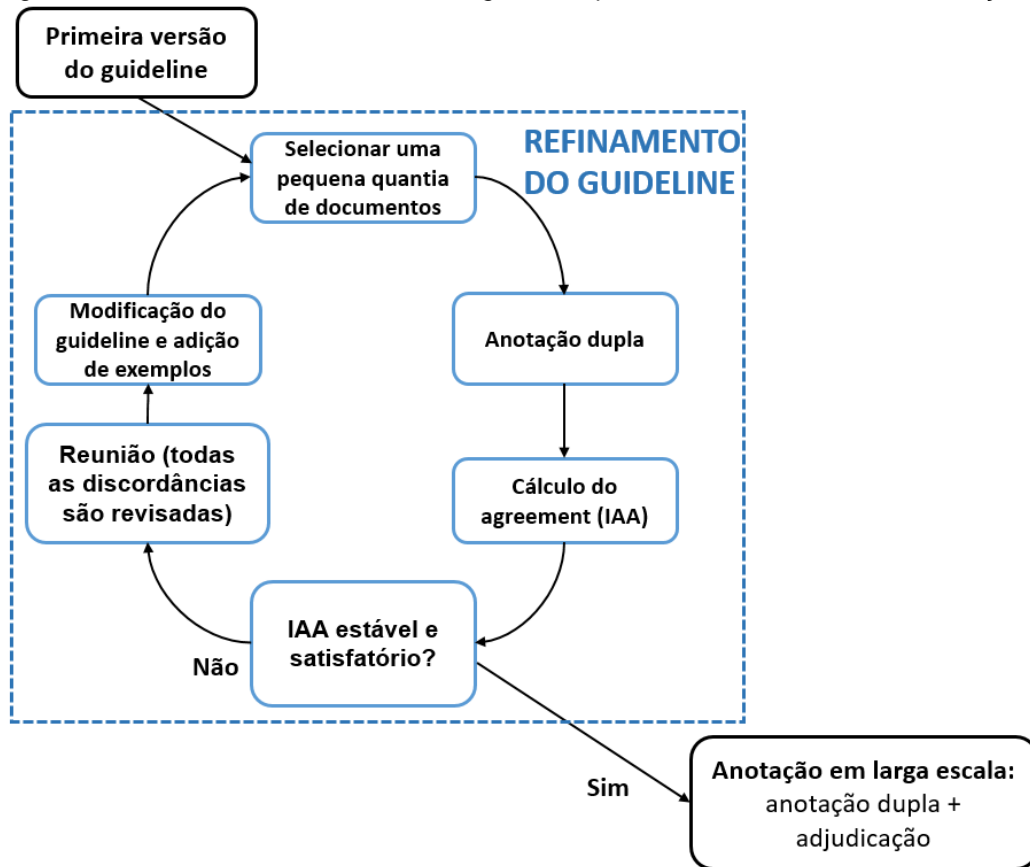 Primeira versão
do guideline
REFINAMENTO
DO GUIDELINE
Selecionar uma
pequena quantia
de documentos
Anotação dupla
Cálculo do
agreement (IAA)
IAA estável e
satisfatório?
Não
Reunião (todas
as discordâncias
são revisadas)
Modificação do
guideline e adição
de exemplos
Sim
Anotação em larga escala:
anotação dupla +
adjudicação